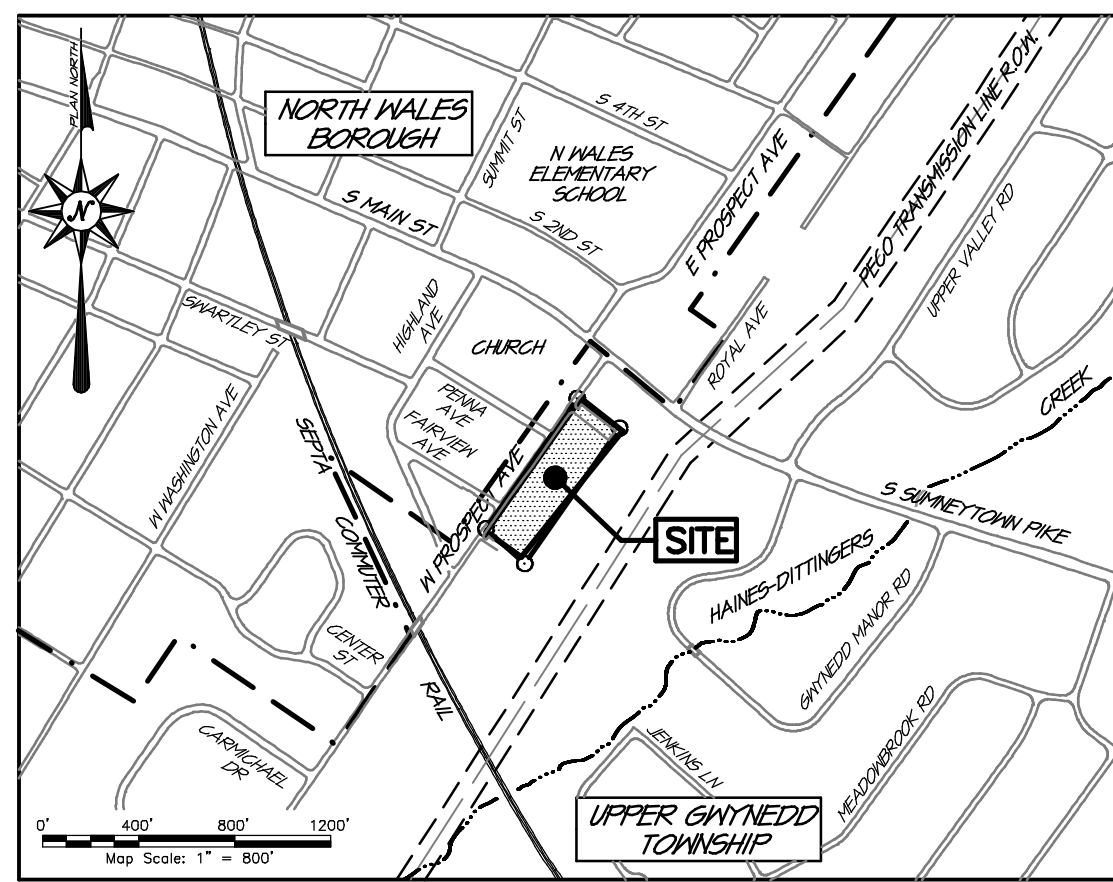 PLAN NORTH
N
NORTH WALES
BOROUGH
SUMMIT ST
S 4TH ST
N WALES
ELEMENTARY
SCHOOL
S MAIN ST
S 2ND ST
E PROSPECT AVE
PECO TRANSMISSION LINE R.O.W.
UPPER VALLEY RD
SWARTLEY ST
HIGHLAND
AVE
CHURCH
ROYAL AVE
PENNA
AVE
FAIRVIEW
AVE
W WASHINGTON AVE
SEPTA
COMMUTER
RAIL
W PROSPECT AVE
SITE
CREEK
S SUMNEYTOWN PIKE
HAINES-DITTINGERS
GWYNEDD MANOR RD
CENTER
ST
CARMICHAEL
DR
JENKINS LN
MEADOWBROOK RD
UPPER GWYNEDD
TOWNSHIP
0' 400' 800' 1200'
Map Scale: 1" = 800'